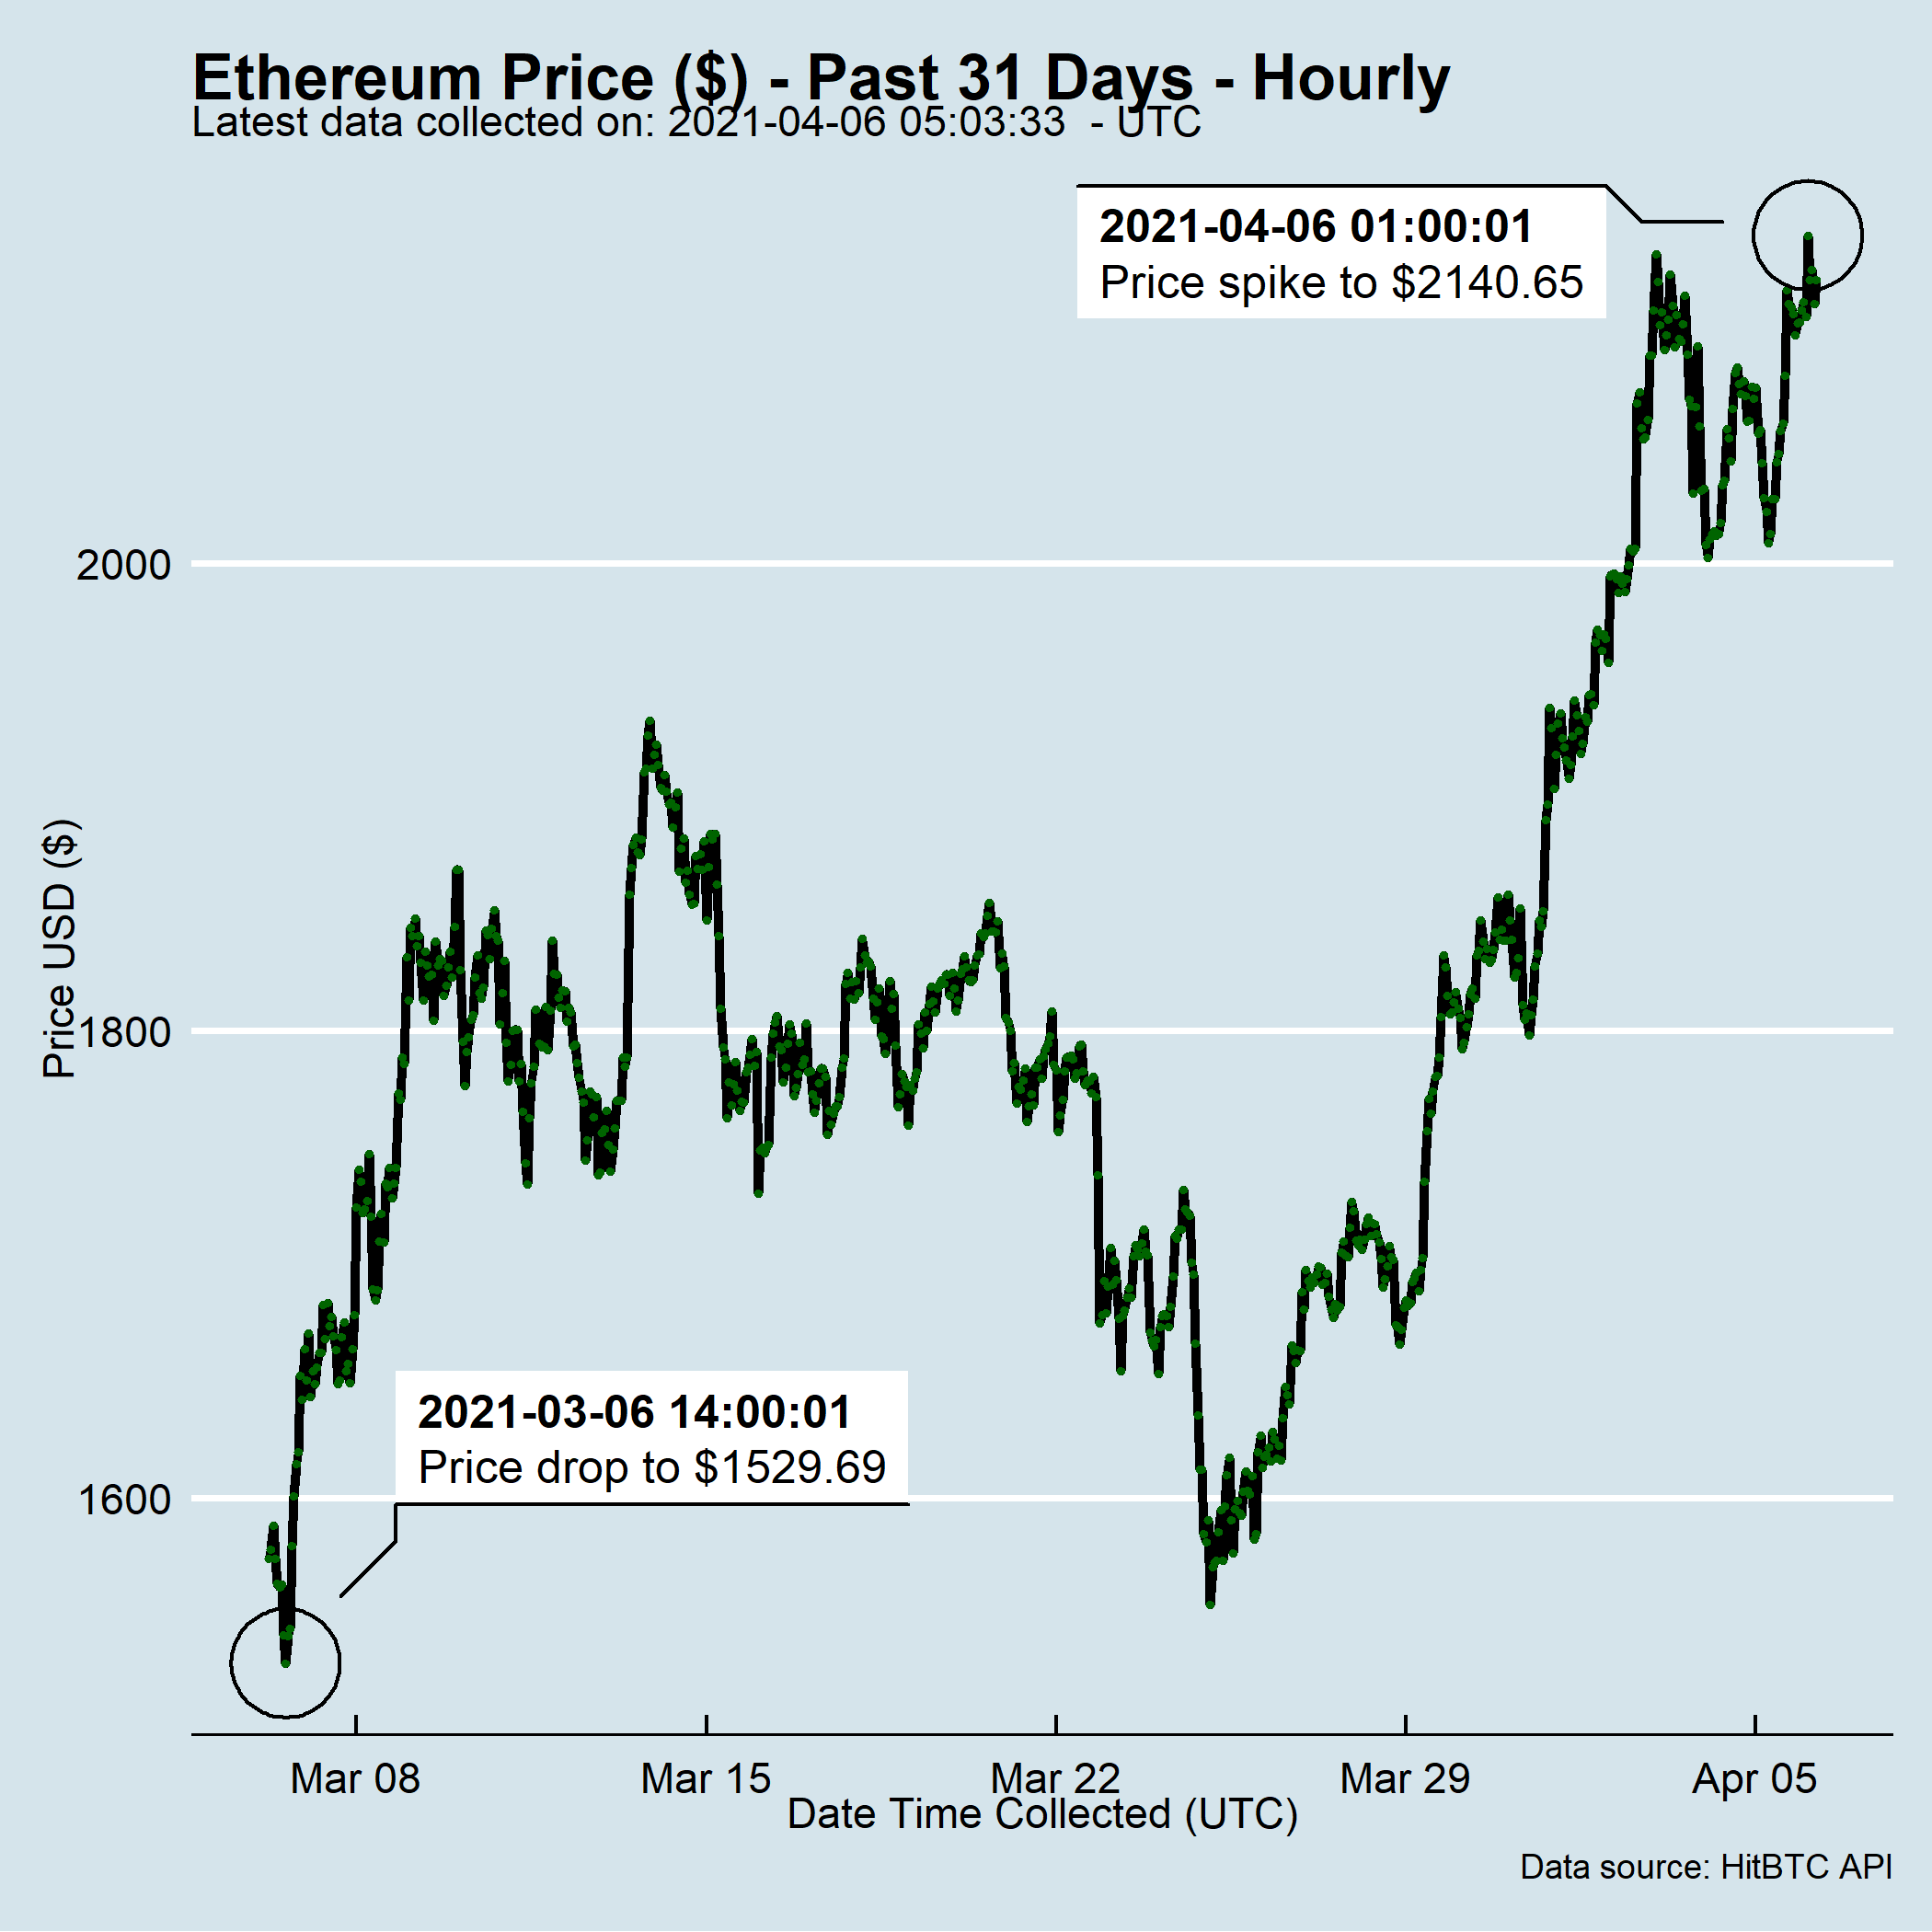 Ethereum Price ($) - Past 31 Days - Hourly
Latest data collected on: 2021-04-06 05:03:33  - UTC
2021-04-06 01:00:01
Price spike to $2140.65
2000
Price USD ($)
1800
2021-03-06 14:00:01
Price drop to $1529.69
1600
Mar 08 Mar 15 Mar 22 Mar 29 Apr 05
Date Time Collected (UTC)
Data source: HitBTC API